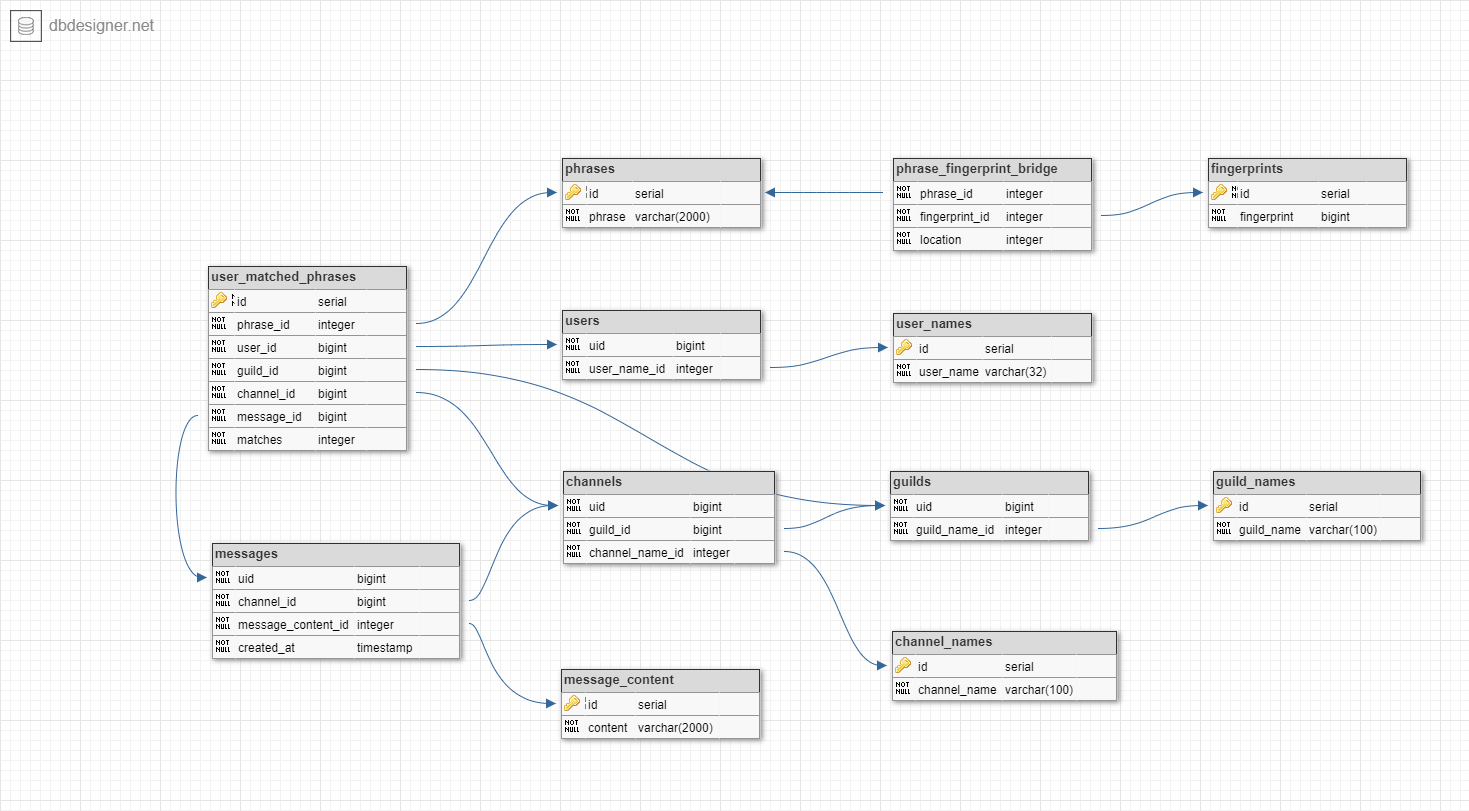 dbdesigner.net
phrases
id serial
NOT NULL phrase varchar(2000)
phrase_fingerprint_bridge
NOT NULL phrase_id integer
NOT NULL fingerprint_id integer
NOT NULL location integer
fingerprints
id serial
NOT NULL fingerprint bigint
user_matched_phrases
id serial
NOT NULL phrase_id integer
NOT NULL user_id bigint
NOT NULL guild_id bigint
NOT NULL channel_id bigint
NOT NULL message_id bigint
NOT NULL matches integer
users
NOT NULL uid bigint
NOT NULL user_name_id integer
user_names
id serial
NOT NULL user_name varchar(32)
channels
NOT NULL uid bigint
NOT NULL guild_id bigint
NOT NULL channel_name_id integer
guilds
NOT NULL uid bigint
NOT NULL guild_name_id integer
guild_names
id serial
NOT NULL guild_name varchar(100)
messages
NOT NULL uid bigint
NOT NULL channel_id bigint
NOT NULL message_content_id integer
NOT NULL created_at timestamp
channel_names
id serial
NOT NULL channel_name varchar(100)
message_content
id serial
NOT NULL content varchar(2000)